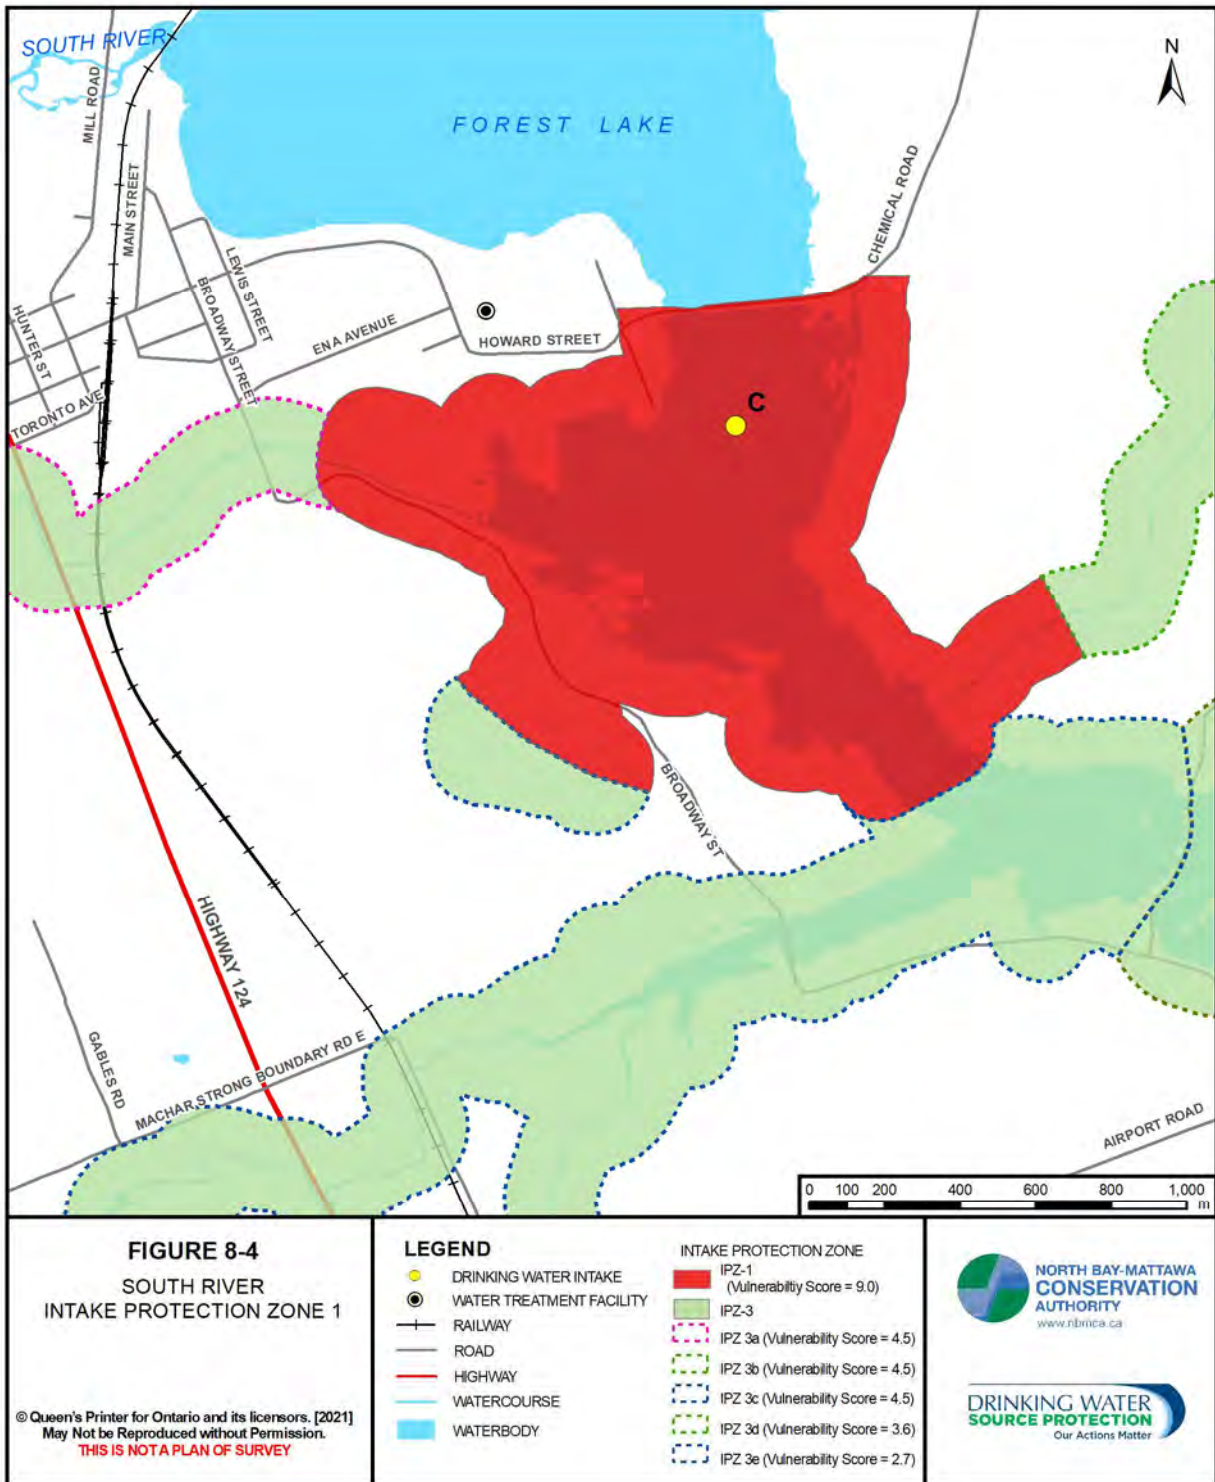 SOUTH RIVER
MILL ROAD
MAIN STREET
FOREST LAKE
N
CHEMICAL ROAD
LEWIS STREET
BROADWAY STREET
HUNTER ST
ENA AVENUE
HOWARD STREET
TORONTO AVE
C
BROADWAY ST
HIGHWAY 124
GABLES RD
MACHAR STRONG BOUNDARY RD E
AIRPORT ROAD
0 100 200 400 600 800 1,000
m
FIGURE 8-4
SOUTH RIVER
INTAKE PROTECTION ZONE 1
© Queen's Printer for Ontario and its licensors. [2021]
May Not be Reproduced without Permission.
THIS IS NOT A PLAN OF SURVEY
LEGEND
DRINKING WATER INTAKE
WATER TREATMENT FACILITY
RAILWAY
ROAD
HIGHWAY
WATERCOURSE
WATERBODY
INTAKE PROTECTION ZONE
IPZ-1
(Vulnerabiltiy Score = 9.0)
IPZ-3
IPZ 3a (Vulnerability Score = 4.5)
IPZ 3b (Vulnerability Score = 4.5)
IPZ 3c (Vulnerability Score = 4.5)
IPZ 3d (Vulnerability Score = 3.6)
IPZ 3e (Vulnerability Score = 2.7)
NORTH BAY-MATTAWA
CONSERVATION
AUTHORITY
www.nbmca.ca
DRINKING WATER
SOURCE PROTECTION
Our Actions Matter